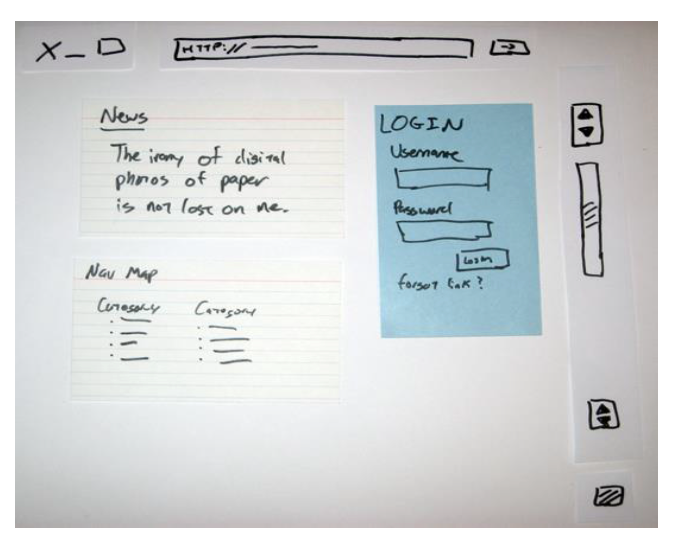 X _ D
HTTP://
News
The irony of digital
photos of paper
is not lost on me.
LOGIN
Username
Password
Login
forgot link?
Nav Map
Category Category